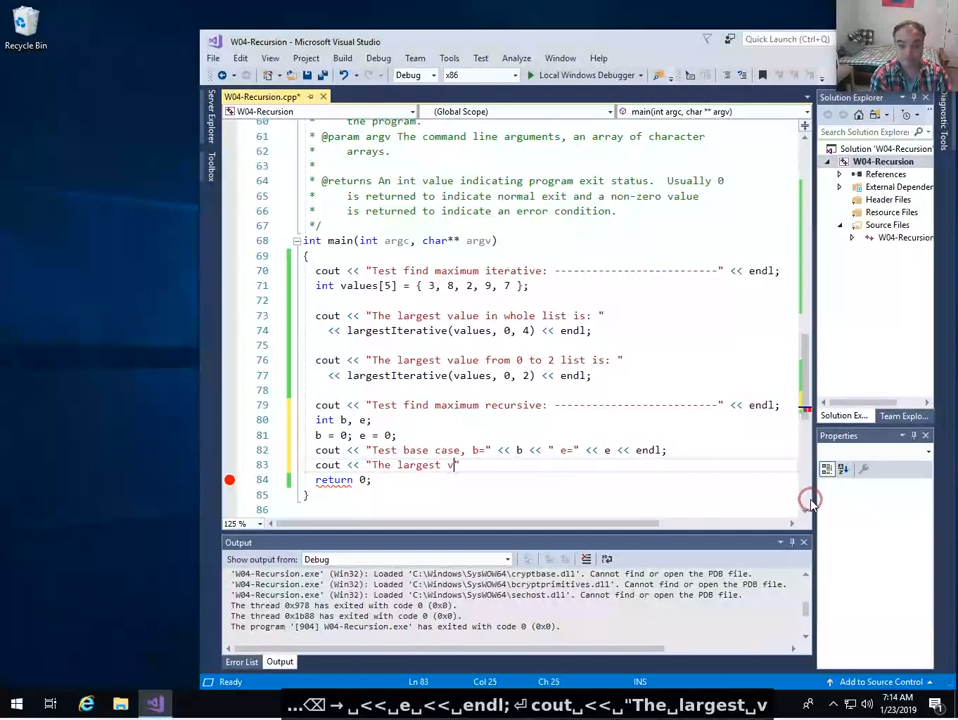 Recycle Bin
W04-Recursion - Microsoft Visual Studio
Quick Launch (Ctrl+Q)
File Edit View Project Build Debug Team Tools Test Analyze Window Help
Debug x86 Local Windows Debugger
W04-Recursion.cpp*
W04-Recursion (Global Scope) main(int argc, char ** argv)
Server Explorer
Toolbox
60 the program.
61 * @param argv The command line arguments, an array of character
62 * arrays.
63 *
64 * @returns An int value indicating program exit status. Usually 0
65 * is returned to indicate normal exit and a non-zero value
66 * is returned to indicate an error condition.
67 */
68 int main(int argc, char** argv)
69 {
70 cout << "Test find maximum iterative: --------------------------" << endl;
71 int values[5] = { 3, 8, 2, 9, 7 };
72
73 cout << "The largest value in whole list is: "
74 << largestIterative(values, 0, 4) << endl;
75
76 cout << "The largest value from 0 to 2 list is: "
77 << largestIterative(values, 0, 2) << endl;
78
79 cout << "Test find maximum recursive: --------------------------" << endl;
80 int b, e;
81 b = 0; e = 0;
82 cout << "Test base case, b=" << b << " e=" << e << endl;
83 cout << "The largest v"
84 return 0;
85 }
86
125 %
Solution Explorer
Search Solution Explorer
Solution 'W04-Recursion'
W04-Recursion
References
External Depender
Header Files
Resource Files
Source Files
W04-Recursion
Solution Ex... Team Explo...
Properties
Diagnostic Tools
Output
Show output from: Debug
'W04-Recursion.exe' (Win32): Loaded 'C:\Windows\SysWOW64\cryptbase.dll'. Cannot find or open the PDB file.
'W04-Recursion.exe' (Win32): Loaded 'C:\Windows\SysWOW64\bcryptprimitives.dll'. Cannot find or open the PDB file.
'W04-Recursion.exe' (Win32): Loaded 'C:\Windows\SysWOW64\sechost.dll'. Cannot find or open the PDB file.
The thread 0x978 has exited with code 0 (0x0).
The thread 0x1b88 has exited with code 0 (0x0).
The program '[904] W04-Recursion.exe' has exited with code 0 (0x0).
Error List Output
Ready Ln 83 Col 25 Ch 25 INS Add to Source Control
...⌫ → ␣<<␣e␣<<␣endl;⏎ cout␣<<␣"The␣largest␣v
7:14 AM
1/23/2019